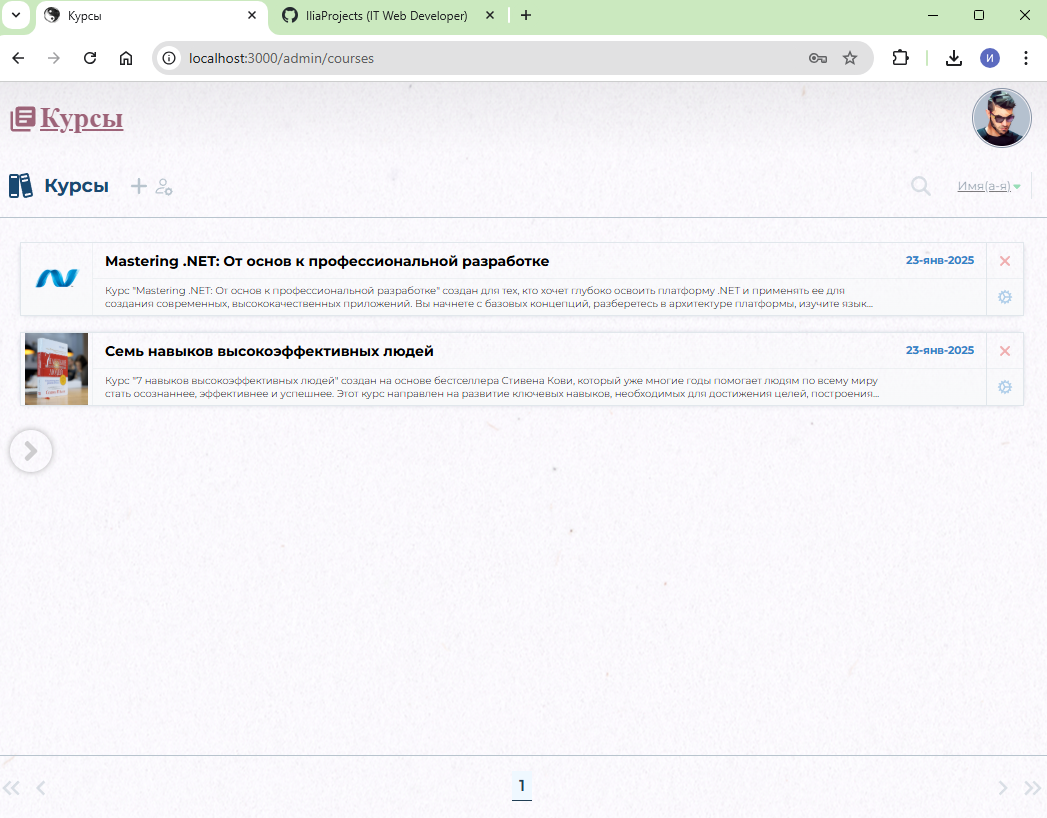 Курсы
IliaProjects (IT Web Developer)
localhost:3000/admin/courses
И
Курсы
Курсы
Имя(а-я)
Mastering .NET: От основ к профессиональной разработке
23-янв-2025
Курс "Mastering .NET: От основ к профессиональной разработке" создан для тех, кто хочет глубоко освоить платформу .NET и применять ее для
создания современных, высококачественных приложений. Вы начнете с базовых концепций, разберетесь в архитектуре платформы, изучите язык...
Семь навыков высокоэффективных людей
23-янв-2025
Курс "7 навыков высокоэффективных людей" создан на основе бестселлера Стивена Кови, который уже многие годы помогает людям по всему миру
стать осознаннее, эффективнее и успешнее. Этот курс направлен на развитие ключевых навыков, необходимых для достижения целей, построения...
1